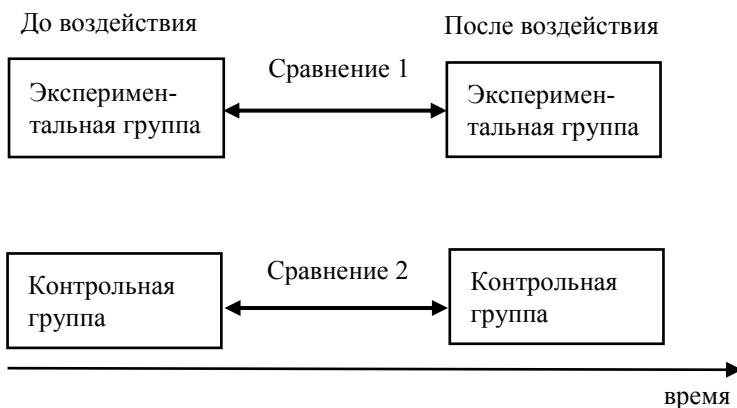 До воздействия
После воздействия
Сравнение 1
Эксперимен-
тальная группа
Эксперимен-
тальная группа
Сравнение 2
Контрольная
группа
Контрольная
группа
время